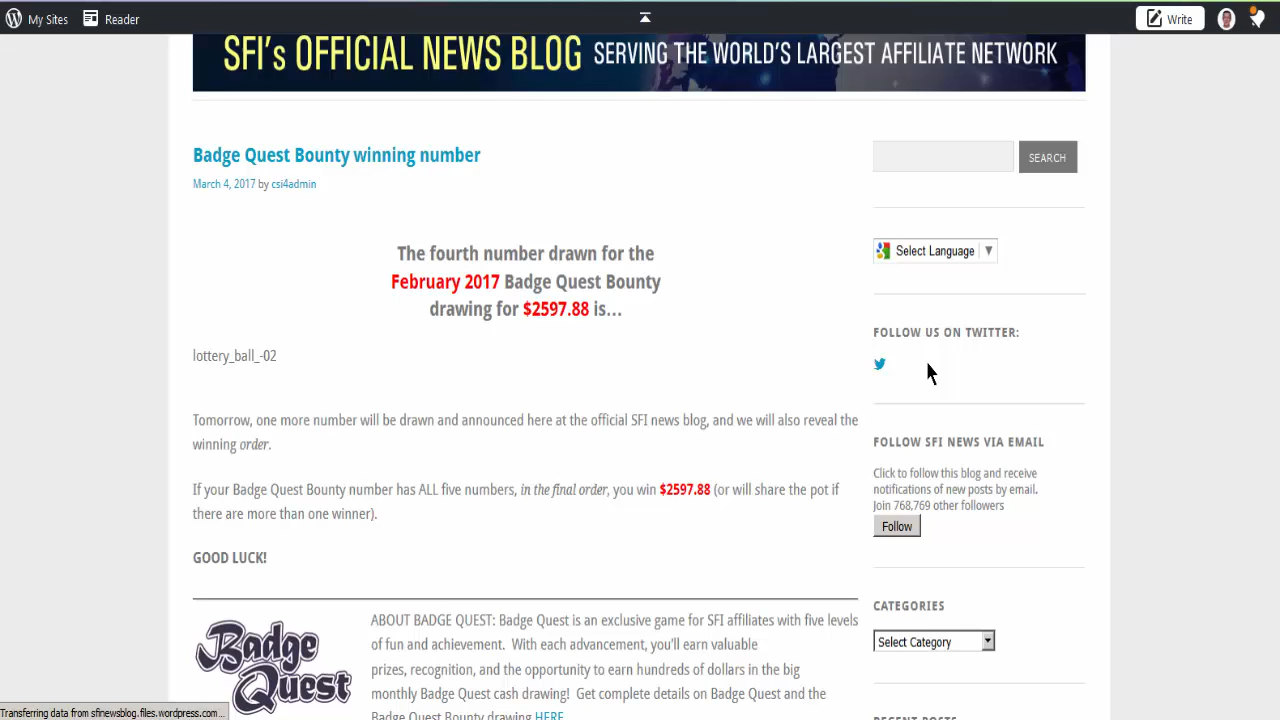 My Sites
Reader
Write
SFI's OFFICIAL NEWS BLOG SERVING THE WORLD'S LARGEST AFFILIATE NETWORK
Badge Quest Bounty winning number
March 4, 2017 by csi4admin
The fourth number drawn for the
February 2017 Badge Quest Bounty
drawing for $2597.88 is...
lottery_ball_-02
Tomorrow, one more number will be drawn and announced here at the official SFI news blog, and we will also reveal the
winning order.
If your Badge Quest Bounty number has ALL five numbers, in the final order, you win $2597.88 (or will share the pot if
there are more than one winner).
GOOD LUCK!
Badge
Quest
ABOUT BADGE QUEST: Badge Quest is an exclusive game for SFI affiliates with five levels
of fun and achievement. With each advancement, you'll earn valuable
prizes, recognition, and the opportunity to earn hundreds of dollars in the big
monthly Badge Quest cash drawing! Get complete details on Badge Quest and the
Badge Quest Bounty drawing HERE
SEARCH
Select Language ▼
FOLLOW US ON TWITTER:
FOLLOW SFI NEWS VIA EMAIL
Click to follow this blog and receive
notifications of new posts by email.
Join 768,769 other followers
Follow
CATEGORIES
Select Category
RECENT POSTS
Transferring data from sfinewsblog.files.wordpress.com...